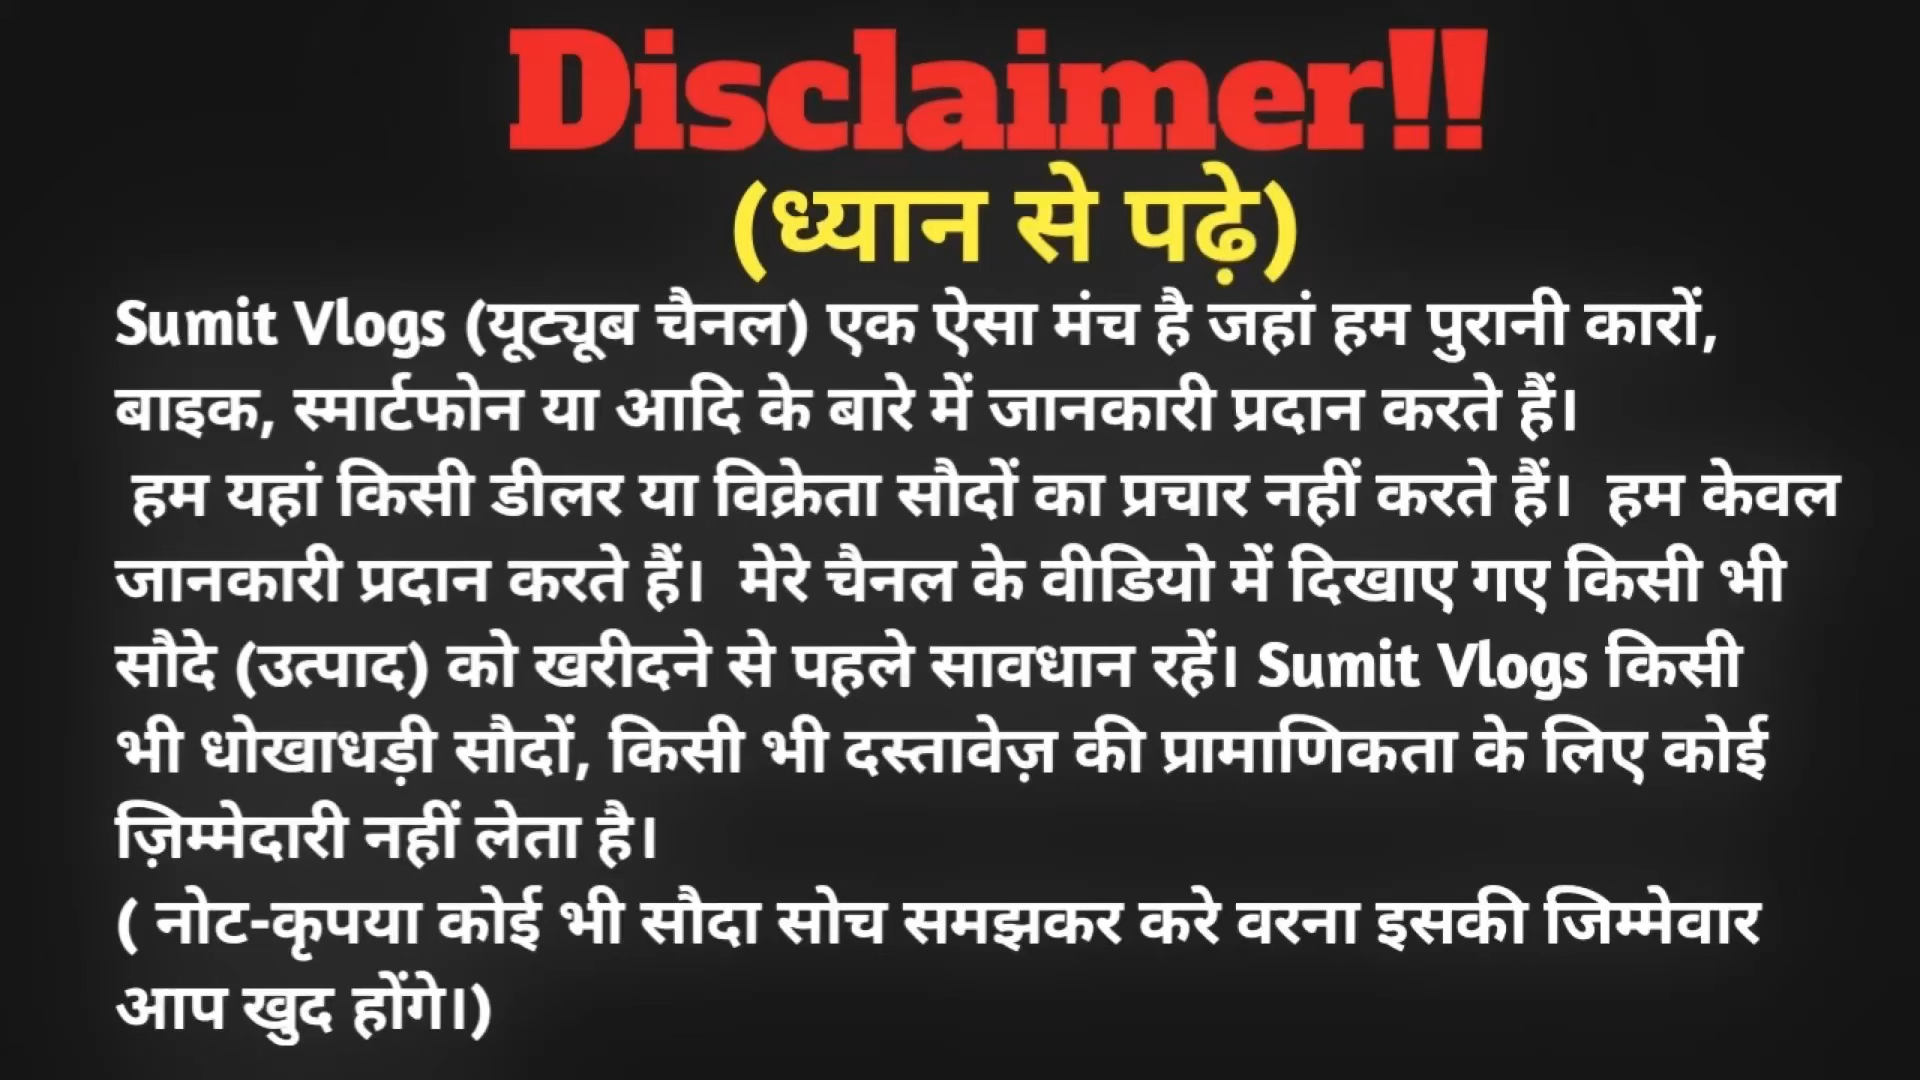 Disclaimer!!
(ध्यान से पढ़े)
Sumit Vlogs (यूट्यूब चैनल) एक ऐसा मंच है जहां हम पुरानी कारों,
बाइक, स्मार्टफोन या आदि के बारे में जानकारी प्रदान करते हैं।
हम यहां किसी डीलर या विक्रेता सौदों का प्रचार नहीं करते हैं। हम केवल
जानकारी प्रदान करते हैं। मेरे चैनल के वीडियो में दिखाए गए किसी भी
सौदे (उत्पाद) को खरीदने से पहले सावधान रहें। Sumit Vlogs किसी
भी धोखाधड़ी सौदों, किसी भी दस्तावेज़ की प्रामाणिकता के लिए कोई
ज़िम्मेदारी नहीं लेता है।
( नोट-कृपया कोई भी सौदा सोच समझकर करे वरना इसकी जिम्मेवार
आप खुद होंगे।)